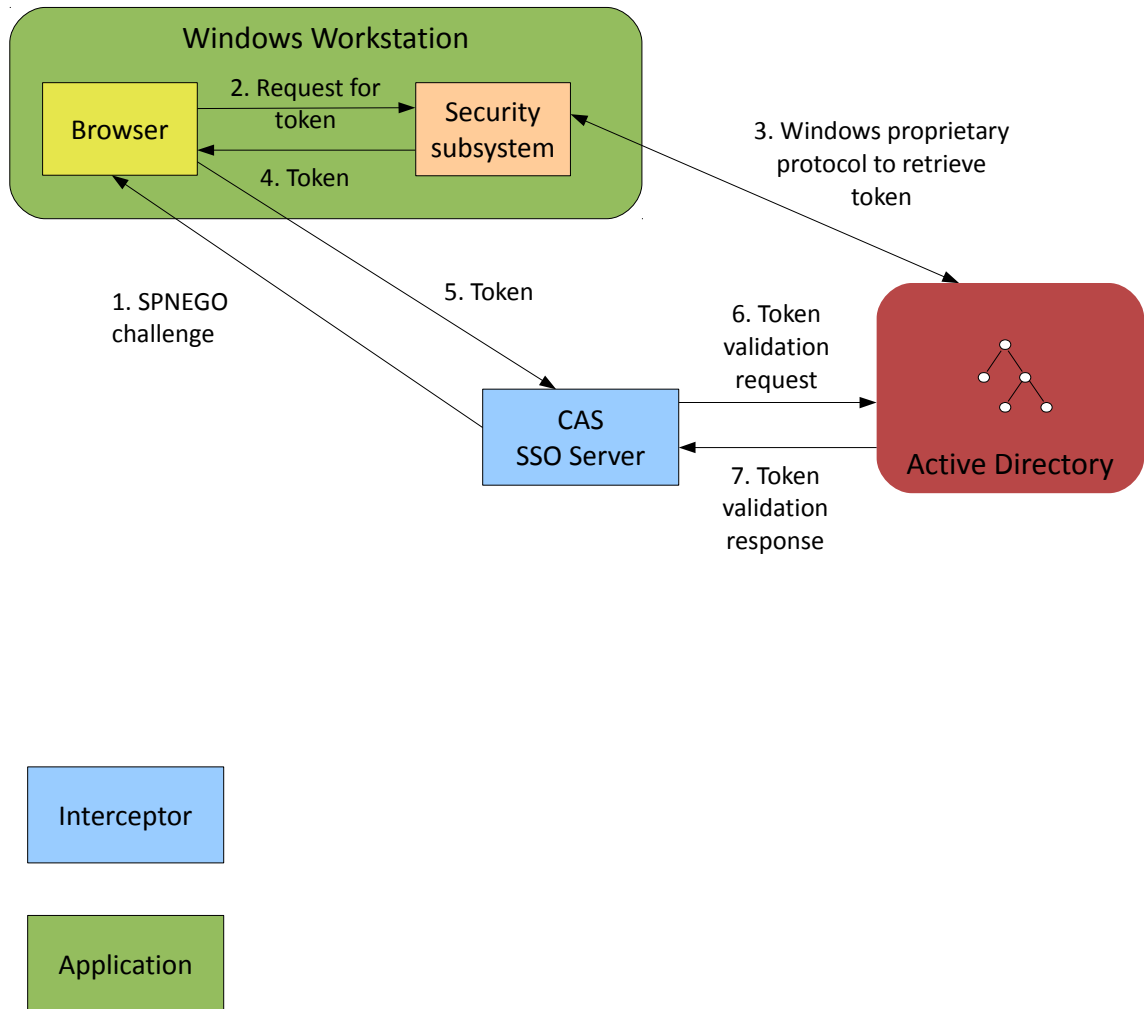 Windows Workstation
Browser
2. Request for
token
Security
subsystem
4. Token
3. Windows proprietary
protocol to retrieve
token
1. SPNEGO
challenge
5. Token
6. Token
validation
request
CAS
SSO Server
Active Directory
7. Token
validation
response
Interceptor
Application